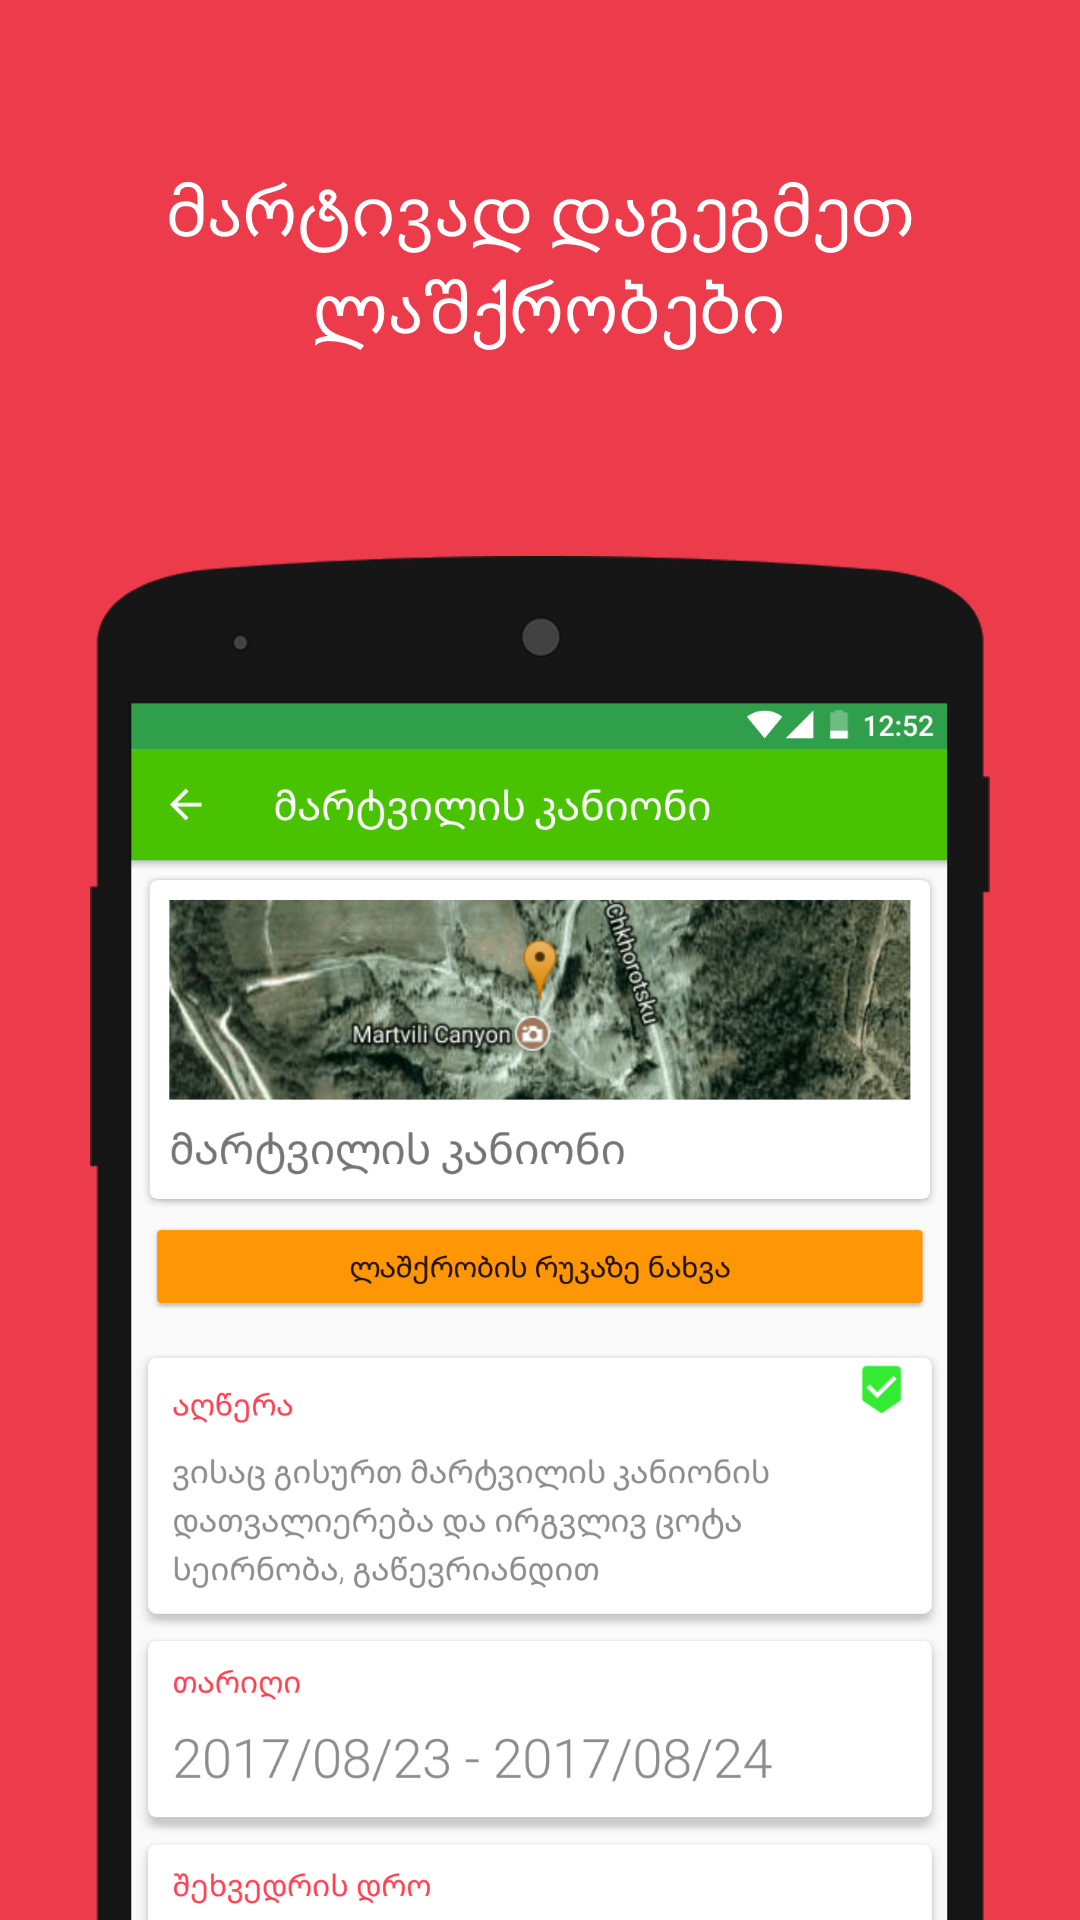 მარტივად დაგეგმეთ
ლაშქრობები
12:52
მარტვილის კანიონი
-Chkhorotsku
Martvili Canyon
მარტვილის კანიონი
ლაშქრობის რუკაზე ნახვა
აღწერა
ვისაც გისურთ მარტვილის კანიონის
დათვალიერება და ირგვლივ ცოტა
სეირნობა, გაწევრიანდით
თარიღი
2017/08/23 - 2017/08/24
შეხვედრის დრო